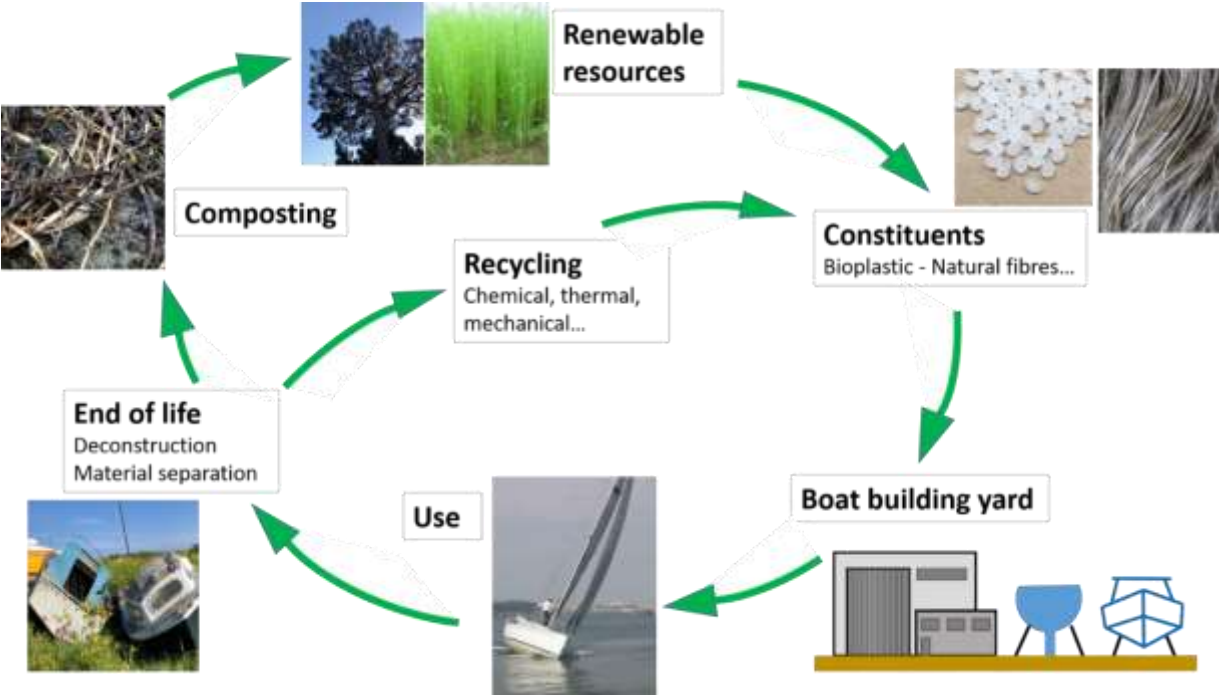 Renewable
resources
Composting
Constituents
Bioplastic - Natural fibres...
Recycling
Chemical, thermal,
mechanical...
End of life
Deconstruction
Material separation
Use
Boat building yard